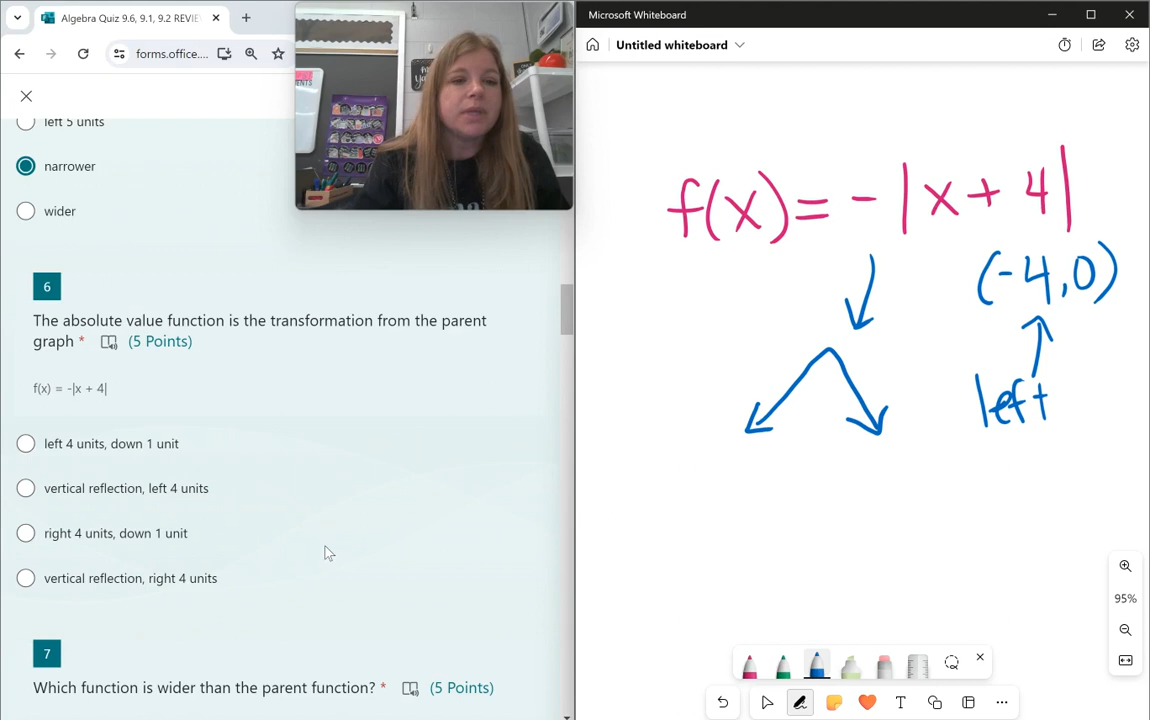 Algebra Quiz 9.6, 9.1, 9.2 REVIE
forms.office....
left 5 units
narrower
wider
6
The absolute value function is the transformation from the parent
graph * (5 Points)
f(x) = -|x + 4|
left 4 units, down 1 unit
vertical reflection, left 4 units
right 4 units, down 1 unit
vertical reflection, right 4 units
7
Which function is wider than the parent function? * (5 Points)
Microsoft Whiteboard
Untitled whiteboard
f(x) = - |x + 4|
(-4,0)
left
95%